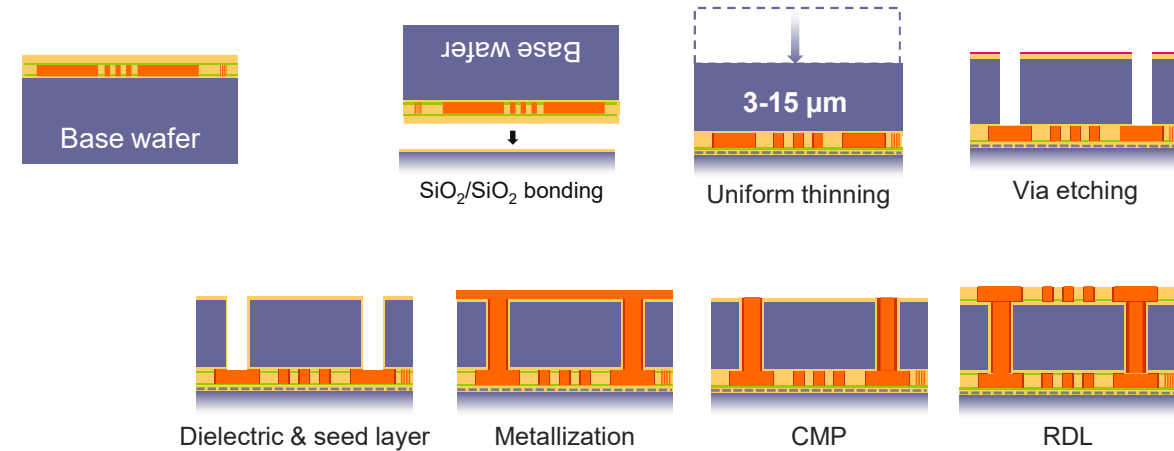 Base wafer
Base wafer
SiO₂/SiO₂ bonding
3-15 µm
Uniform thinning
Via etching
Dielectric & seed layer
Metallization
CMP
RDL